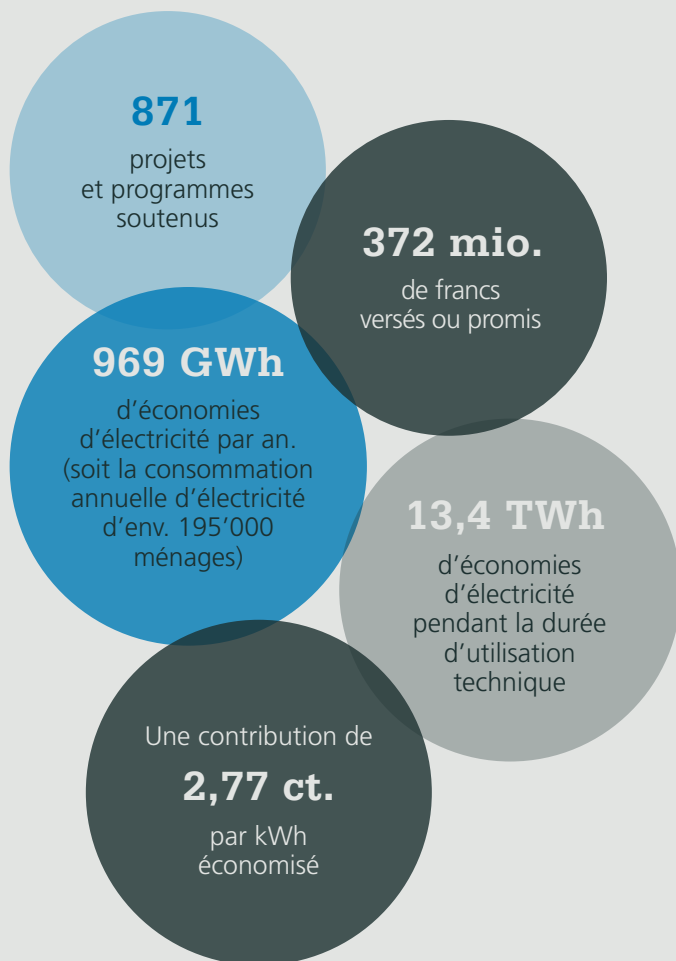 871
projets
et programmes
soutenus
372 mio.
de francs
versés ou promis
969 GWh
d’économies
d’électricité par an.
(soit la consommation
annuelle d’électricité
d’env. 195’000
ménages)
13,4 TWh
d’économies
d’électricité
pendant la durée
d’utilisation
technique
Une contribution de
2,77 ct.
par kWh
économisé